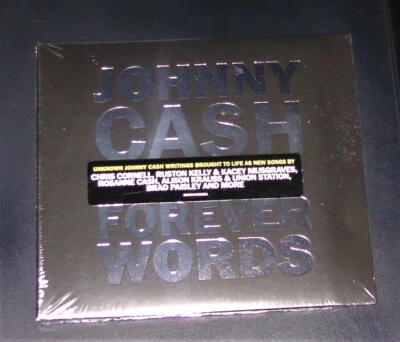 JOHNNY
CASH
UNKNOWN JOHNNY CASH WRITINGS BROUGHT TO LIFE AS NEW SONGS BY
CHRIS CORNELL, RUSTON KELLY & KACEY MUSGRAVES,
ROSANNE CASH, ALISON KRAUSS & UNION STATION,
BRAD PAISLEY AND MORE
FOREVER
WORDS